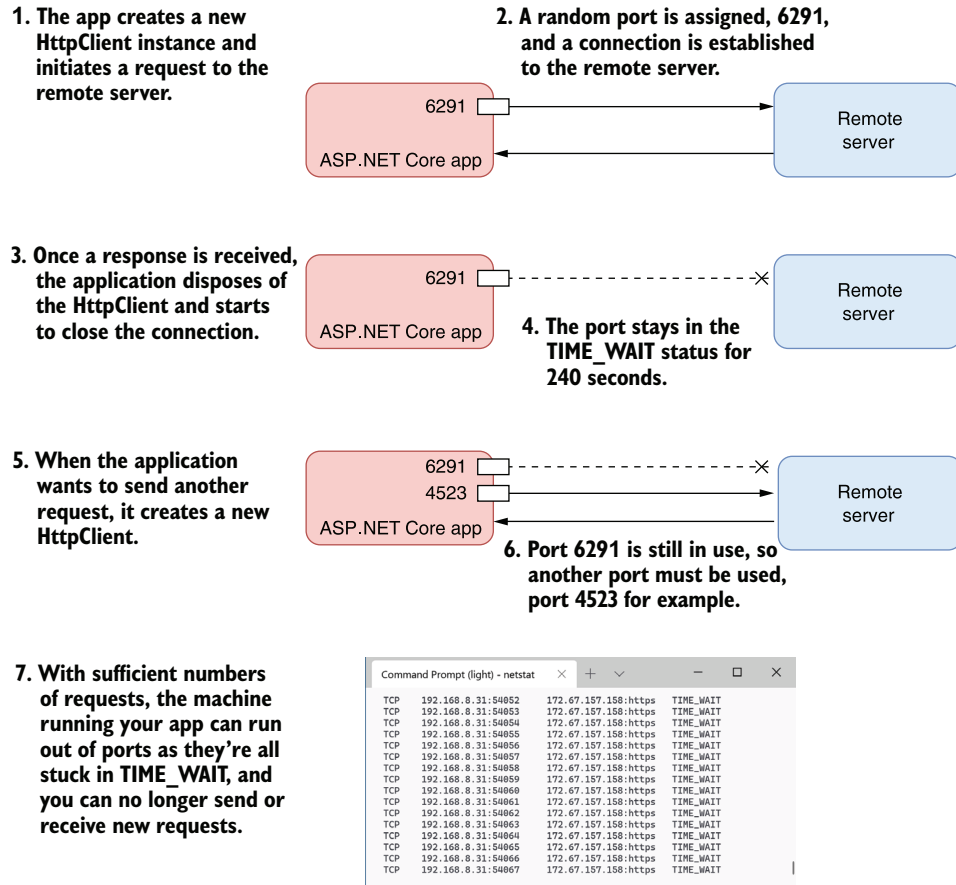 1. The app creates a new
HttpClient instance and
initiates a request to the
remote server.
2. A random port is assigned, 6291,
and a connection is established
to the remote server.
6291
ASP.NET Core app
Remote
server
3. Once a response is received,
the application disposes of
the HttpClient and starts
to close the connection.
6291
ASP.NET Core app
Remote
server
4. The port stays in the
TIME_WAIT status for
240 seconds.
5. When the application
wants to send another
request, it creates a new
HttpClient.
6291
4523
ASP.NET Core app
Remote
server
6. Port 6291 is still in use, so
another port must be used,
port 4523 for example.
7. With sufficient numbers
of requests, the machine
running your app can run
out of ports as they're all
stuck in TIME_WAIT, and
you can no longer send or
receive new requests.
Command Prompt (light) - netstat
TCP 192.168.8.31:54052 172.67.157.158:https TIME_WAIT
TCP 192.168.8.31:54053 172.67.157.158:https TIME_WAIT
TCP 192.168.8.31:54054 172.67.157.158:https TIME_WAIT
TCP 192.168.8.31:54055 172.67.157.158:https TIME_WAIT
TCP 192.168.8.31:54056 172.67.157.158:https TIME_WAIT
TCP 192.168.8.31:54057 172.67.157.158:https TIME_WAIT
TCP 192.168.8.31:54058 172.67.157.158:https TIME_WAIT
TCP 192.168.8.31:54059 172.67.157.158:https TIME_WAIT
TCP 192.168.8.31:54060 172.67.157.158:https TIME_WAIT
TCP 192.168.8.31:54061 172.67.157.158:https TIME_WAIT
TCP 192.168.8.31:54062 172.67.157.158:https TIME_WAIT
TCP 192.168.8.31:54063 172.67.157.158:https TIME_WAIT
TCP 192.168.8.31:54064 172.67.157.158:https TIME_WAIT
TCP 192.168.8.31:54065 172.67.157.158:https TIME_WAIT
TCP 192.168.8.31:54066 172.67.157.158:https TIME_WAIT
TCP 192.168.8.31:54067 172.67.157.158:https TIME_WAIT